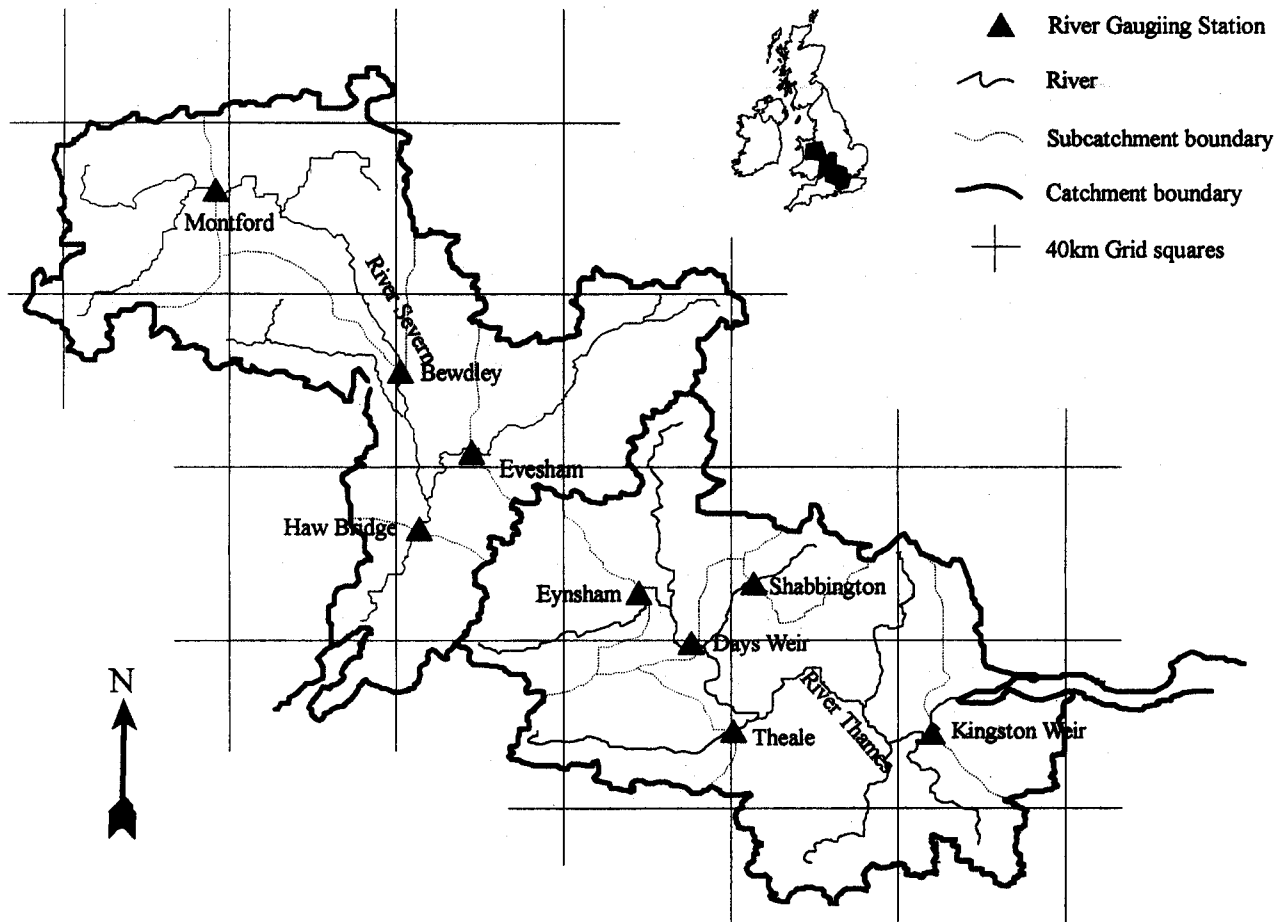 River Gaugiing Station
River
Subcatchment boundary
Catchment boundary
40km Grid squares
Montford
River Severn
Bewdley
Evesham
Haw Bridge
Eynsham
Shabbington
Days Weir
River Thames
Theale
Kingston Weir
N